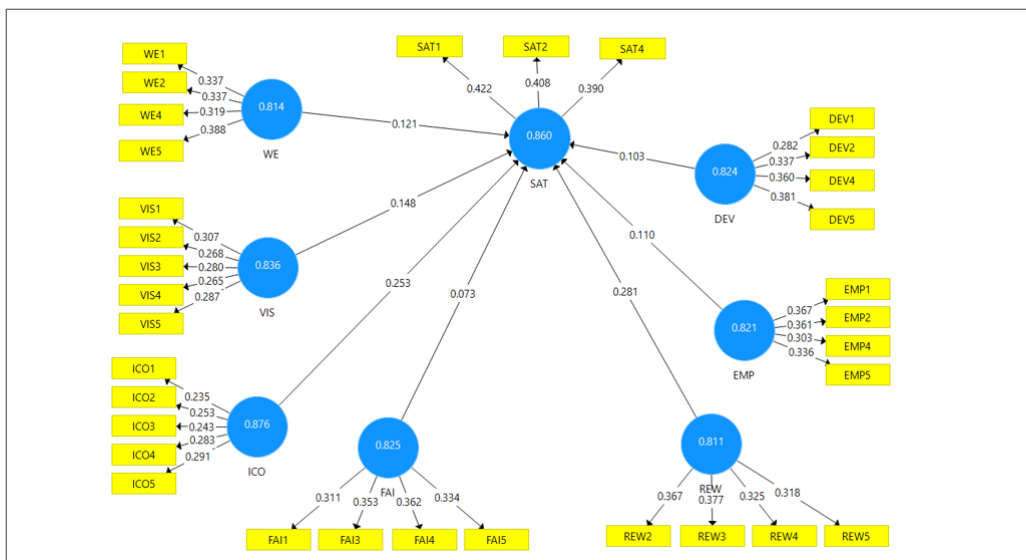 SAT1
SAT2
SAT4
0.422
0.408
0.390
0.860
SAT
WE1
WE2
WE4
WE5
0.337
0.337
0.319
0.388
0.814
WE
0.121
DEV1
DEV2
DEV4
DEV5
0.282
0.337
0.360
0.381
0.824
DEV
0.103
VIS1
VIS2
VIS3
VIS4
VIS5
0.307
0.268
0.280
0.265
0.287
0.836
VIS
0.148
EMP1
EMP2
EMP4
EMP5
0.367
0.361
0.303
0.336
0.821
EMP
0.110
ICO1
ICO2
ICO3
ICO4
ICO5
0.235
0.253
0.243
0.283
0.291
0.876
ICO
0.253
0.073
0.825
FAI
0.311
0.353
0.362
0.334
FAI1
FAI3
FAI4
FAI5
0.281
0.811
REW
0.367
0.377
0.325
0.318
REW2
REW3
REW4
REW5